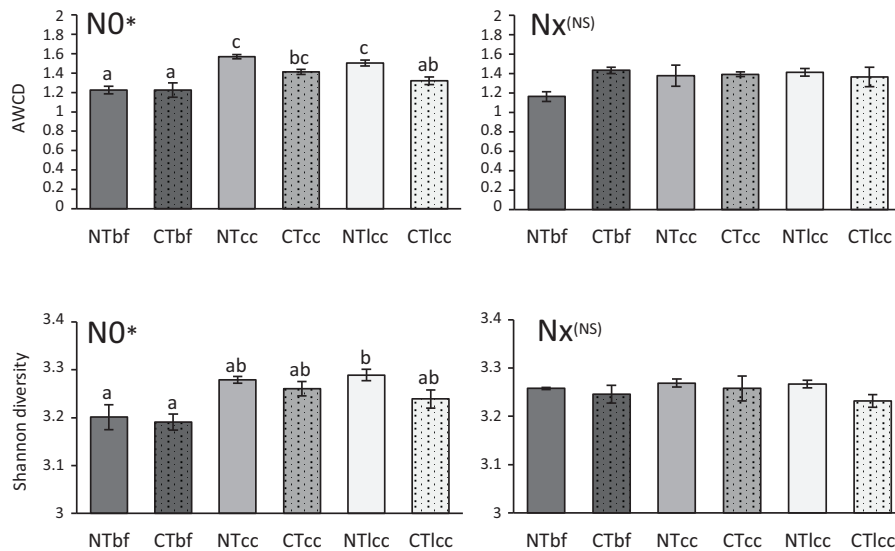 N0*
AWCD
2
1.8
1.6
1.4
1.2
1
0.8
0.6
0.4
0.2
0
a
a
c
bc
c
ab
NTbf CTbf NTcc CTcc NTlcc CTlcc
Nx(NS)
2
1.8
1.6
1.4
1.2
1
0.8
0.6
0.4
0.2
0
NTbf CTbf NTcc CTcc NTlcc CTlcc
N0*
Shannon diversity
3.4
3.3
3.2
3.1
3
a
a
ab
ab
b
ab
NTbf CTbf NTcc CTcc NTlcc CTlcc
Nx(NS)
3.4
3.3
3.2
3.1
3
NTbf CTbf NTcc CTcc NTlcc CTlcc